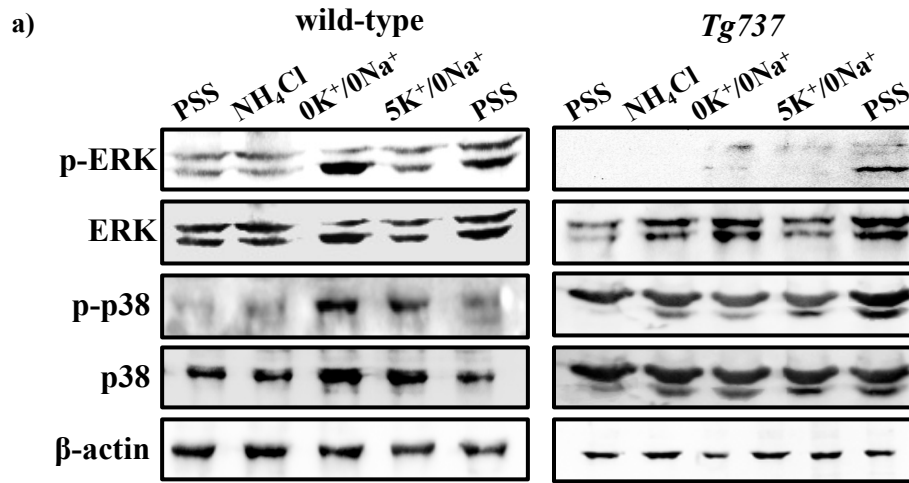 a)
wild-type
Tg737
PSS NH₄Cl 0K⁺/0Na⁺ 5K⁺/0Na⁺ PSS
PSS NH₄Cl 0K⁺/0Na⁺ 5K⁺/0Na⁺ PSS
p-ERK
ERK
p-p38
p38
β-actin